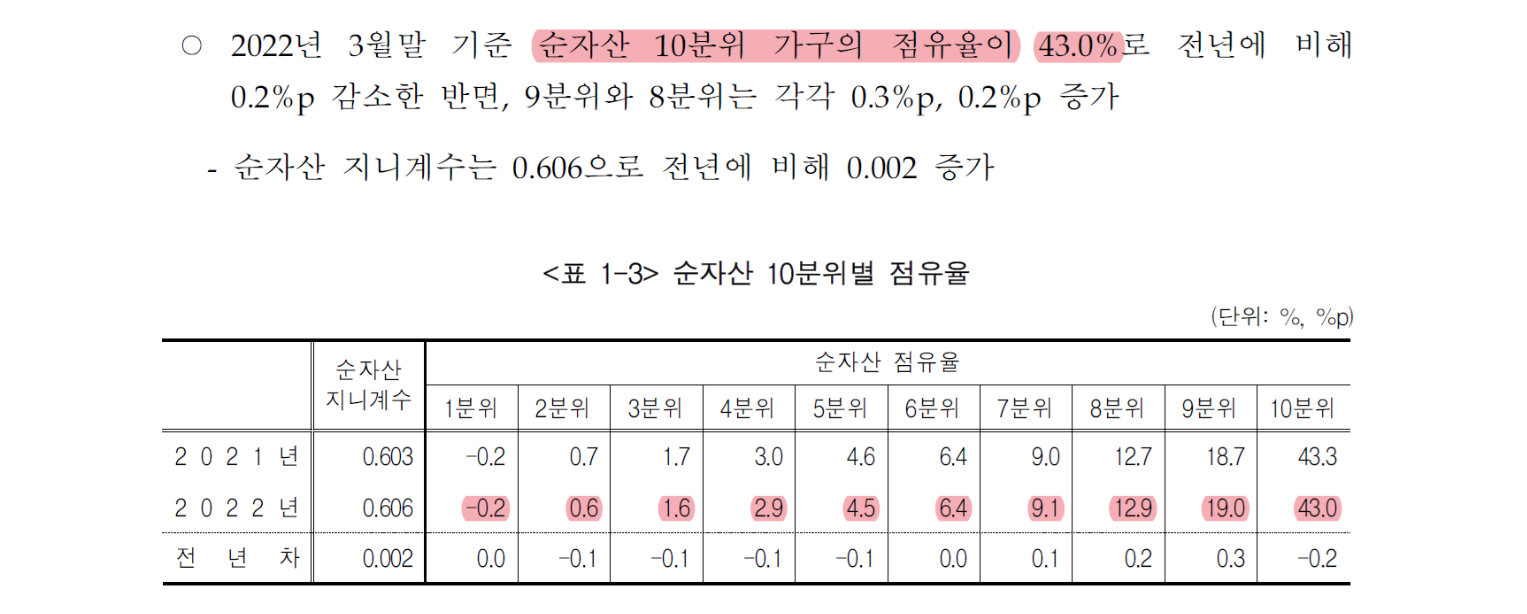 ○ 2022년 3월말 기준 순자산 10분위 가구의 점유율이 43.0%로 전년에 비해
0.2%p 감소한 반면, 9분위와 8분위는 각각 0.3%p, 0.2%p 증가
- 순자산 지니계수는 0.606으로 전년에 비해 0.002 증가
<표 1-3> 순자산 10분위별 점유율
(단위: %, %p)
순자산 지니계수 순자산 점유율
1분위 2분위 3분위 4분위 5분위 6분위 7분위 8분위 9분위 10분위
2021년 0.603 -0.2 0.7 1.7 3.0 4.6 6.4 9.0 12.7 18.7 43.3
2022년 0.606 -0.2 0.6 1.6 2.9 4.5 6.4 9.1 12.9 19.0 43.0
전년차 0.002 0.0 -0.1 -0.1 -0.1 -0.1 0.0 0.1 0.2 0.3 -0.2